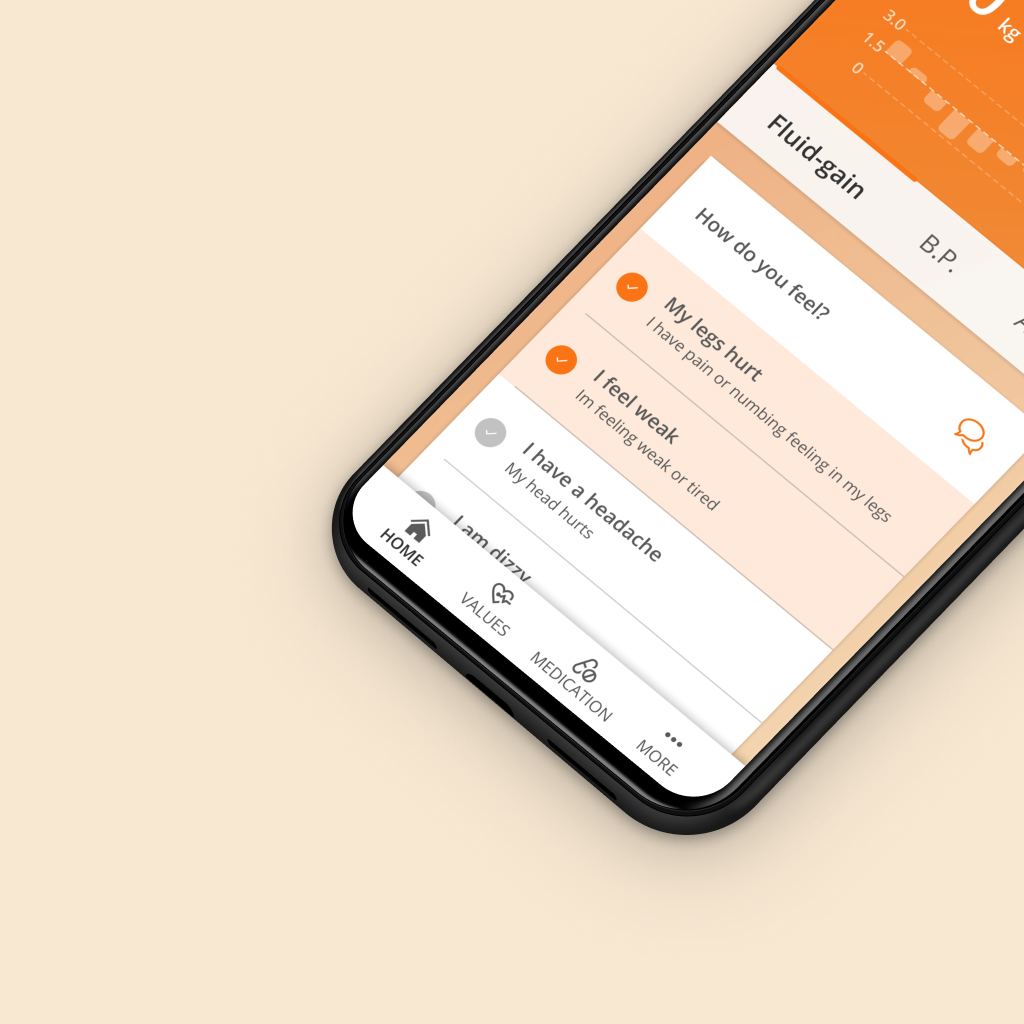 0 kg
3.0
1.5
0
Fluid-gain
B.P.
How do you feel?
My legs hurt
I have pain or numbing feeling in my legs
I feel weak
Im feeling weak or tired
I have a headache
My head hurts
I am dizzy
HOME
VALUES
MEDICATION
MORE